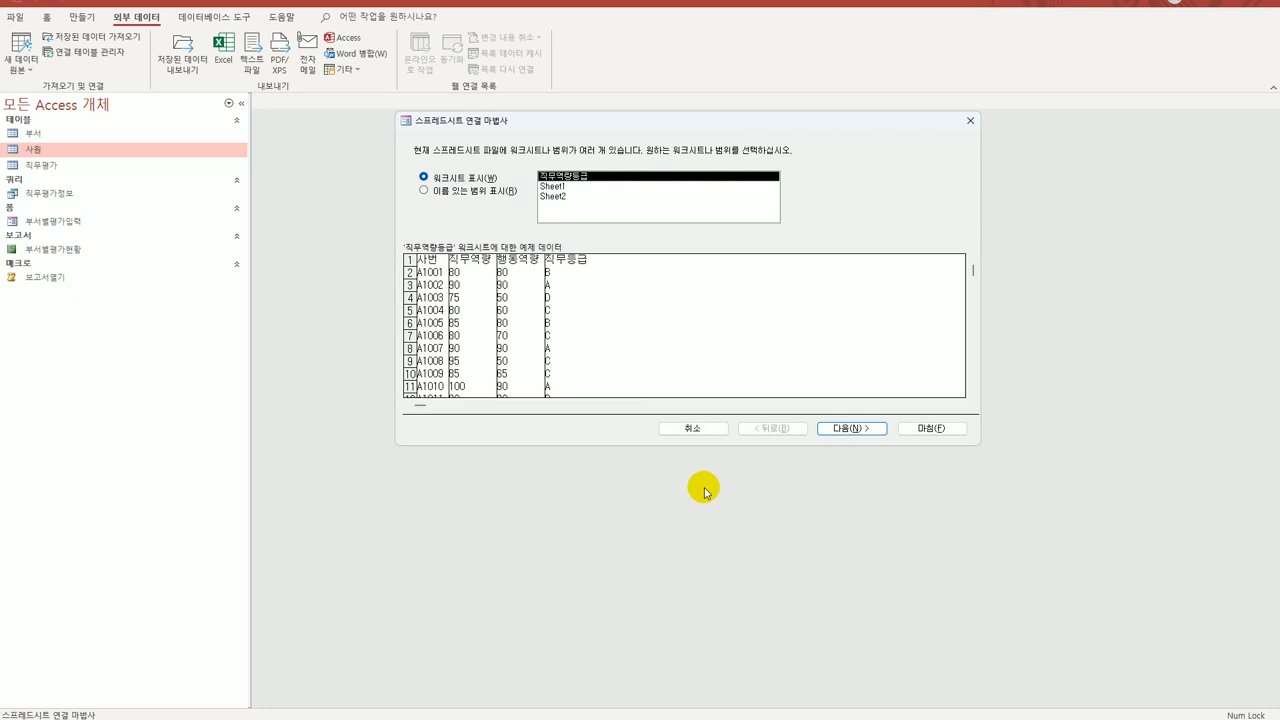 파일 홈 만들기 외부 데이터 데이터베이스 도구 도움말 어떤 작업을 원하시나요?
새 데이터 원본
저장된 데이터 가져오기
연결 테이블 관리자
가져오기 및 연결
저장된 데이터 내보내기
Excel
텍스트 파일
PDF/ XPS
전자 메일
Access
Word 병합(W)
기타
내보내기
온라인으로 작업
동기화
변경 내용 취소
목록 데이터 캐시
목록 다시 연결
웹 연결 목록
모든 Access 개체
테이블
부서
사원
직무평가
쿼리
직무평가정보
폼
부서별평가입력
보고서
부서별평가현황
매크로
보고서열기
스프레드시트 연결 마법사
현재 스프레드시트 파일에 워크시트나 범위가 여러 개 있습니다. 원하는 워크시트나 범위를 선택하십시오.
워크시트 표시(W)
이름 있는 범위 표시(R)
직무역량등급
Sheet1
Sheet2
'직무역량등급' 워크시트에 대한 예제 데이터
1 사번 직무역량 행동역량 직무등급
2 A1001 80 80 B
3 A1002 90 90 A
4 A1003 75 50 D
5 A1004 80 60 C
6 A1005 85 80 B
7 A1006 80 70 C
8 A1007 90 90 A
9 A1008 95 50 C
10 A1009 85 65 C
11 A1010 100 90 A
취소 < 뒤로(B) 다음(N) > 마침(F)
스프레드시트 연결 마법사
Num Lock